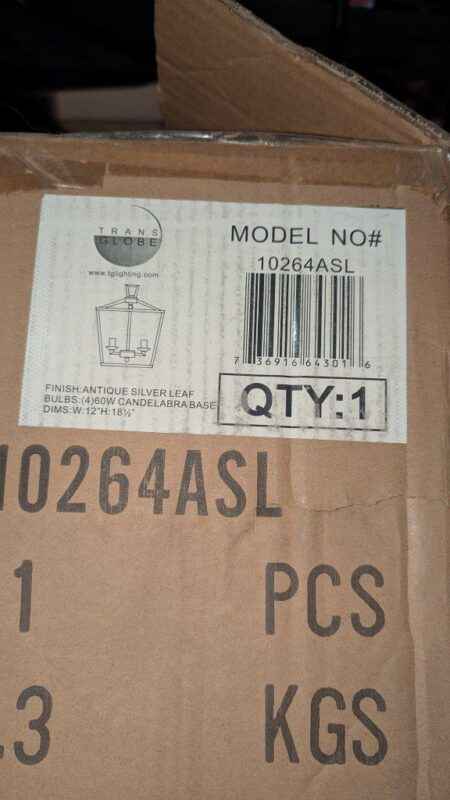 TRANS
GLOBE
www.tglighting.com
MODEL NO#
10264ASL
7 36916 64301 6
FINISH:ANTIQUE SILVER LEAF
BULBS:(4)60W CANDELABRA BASE
DIMS:W:12"H:18½"
QTY:1
10264ASL
1 PCS
.3 KGS